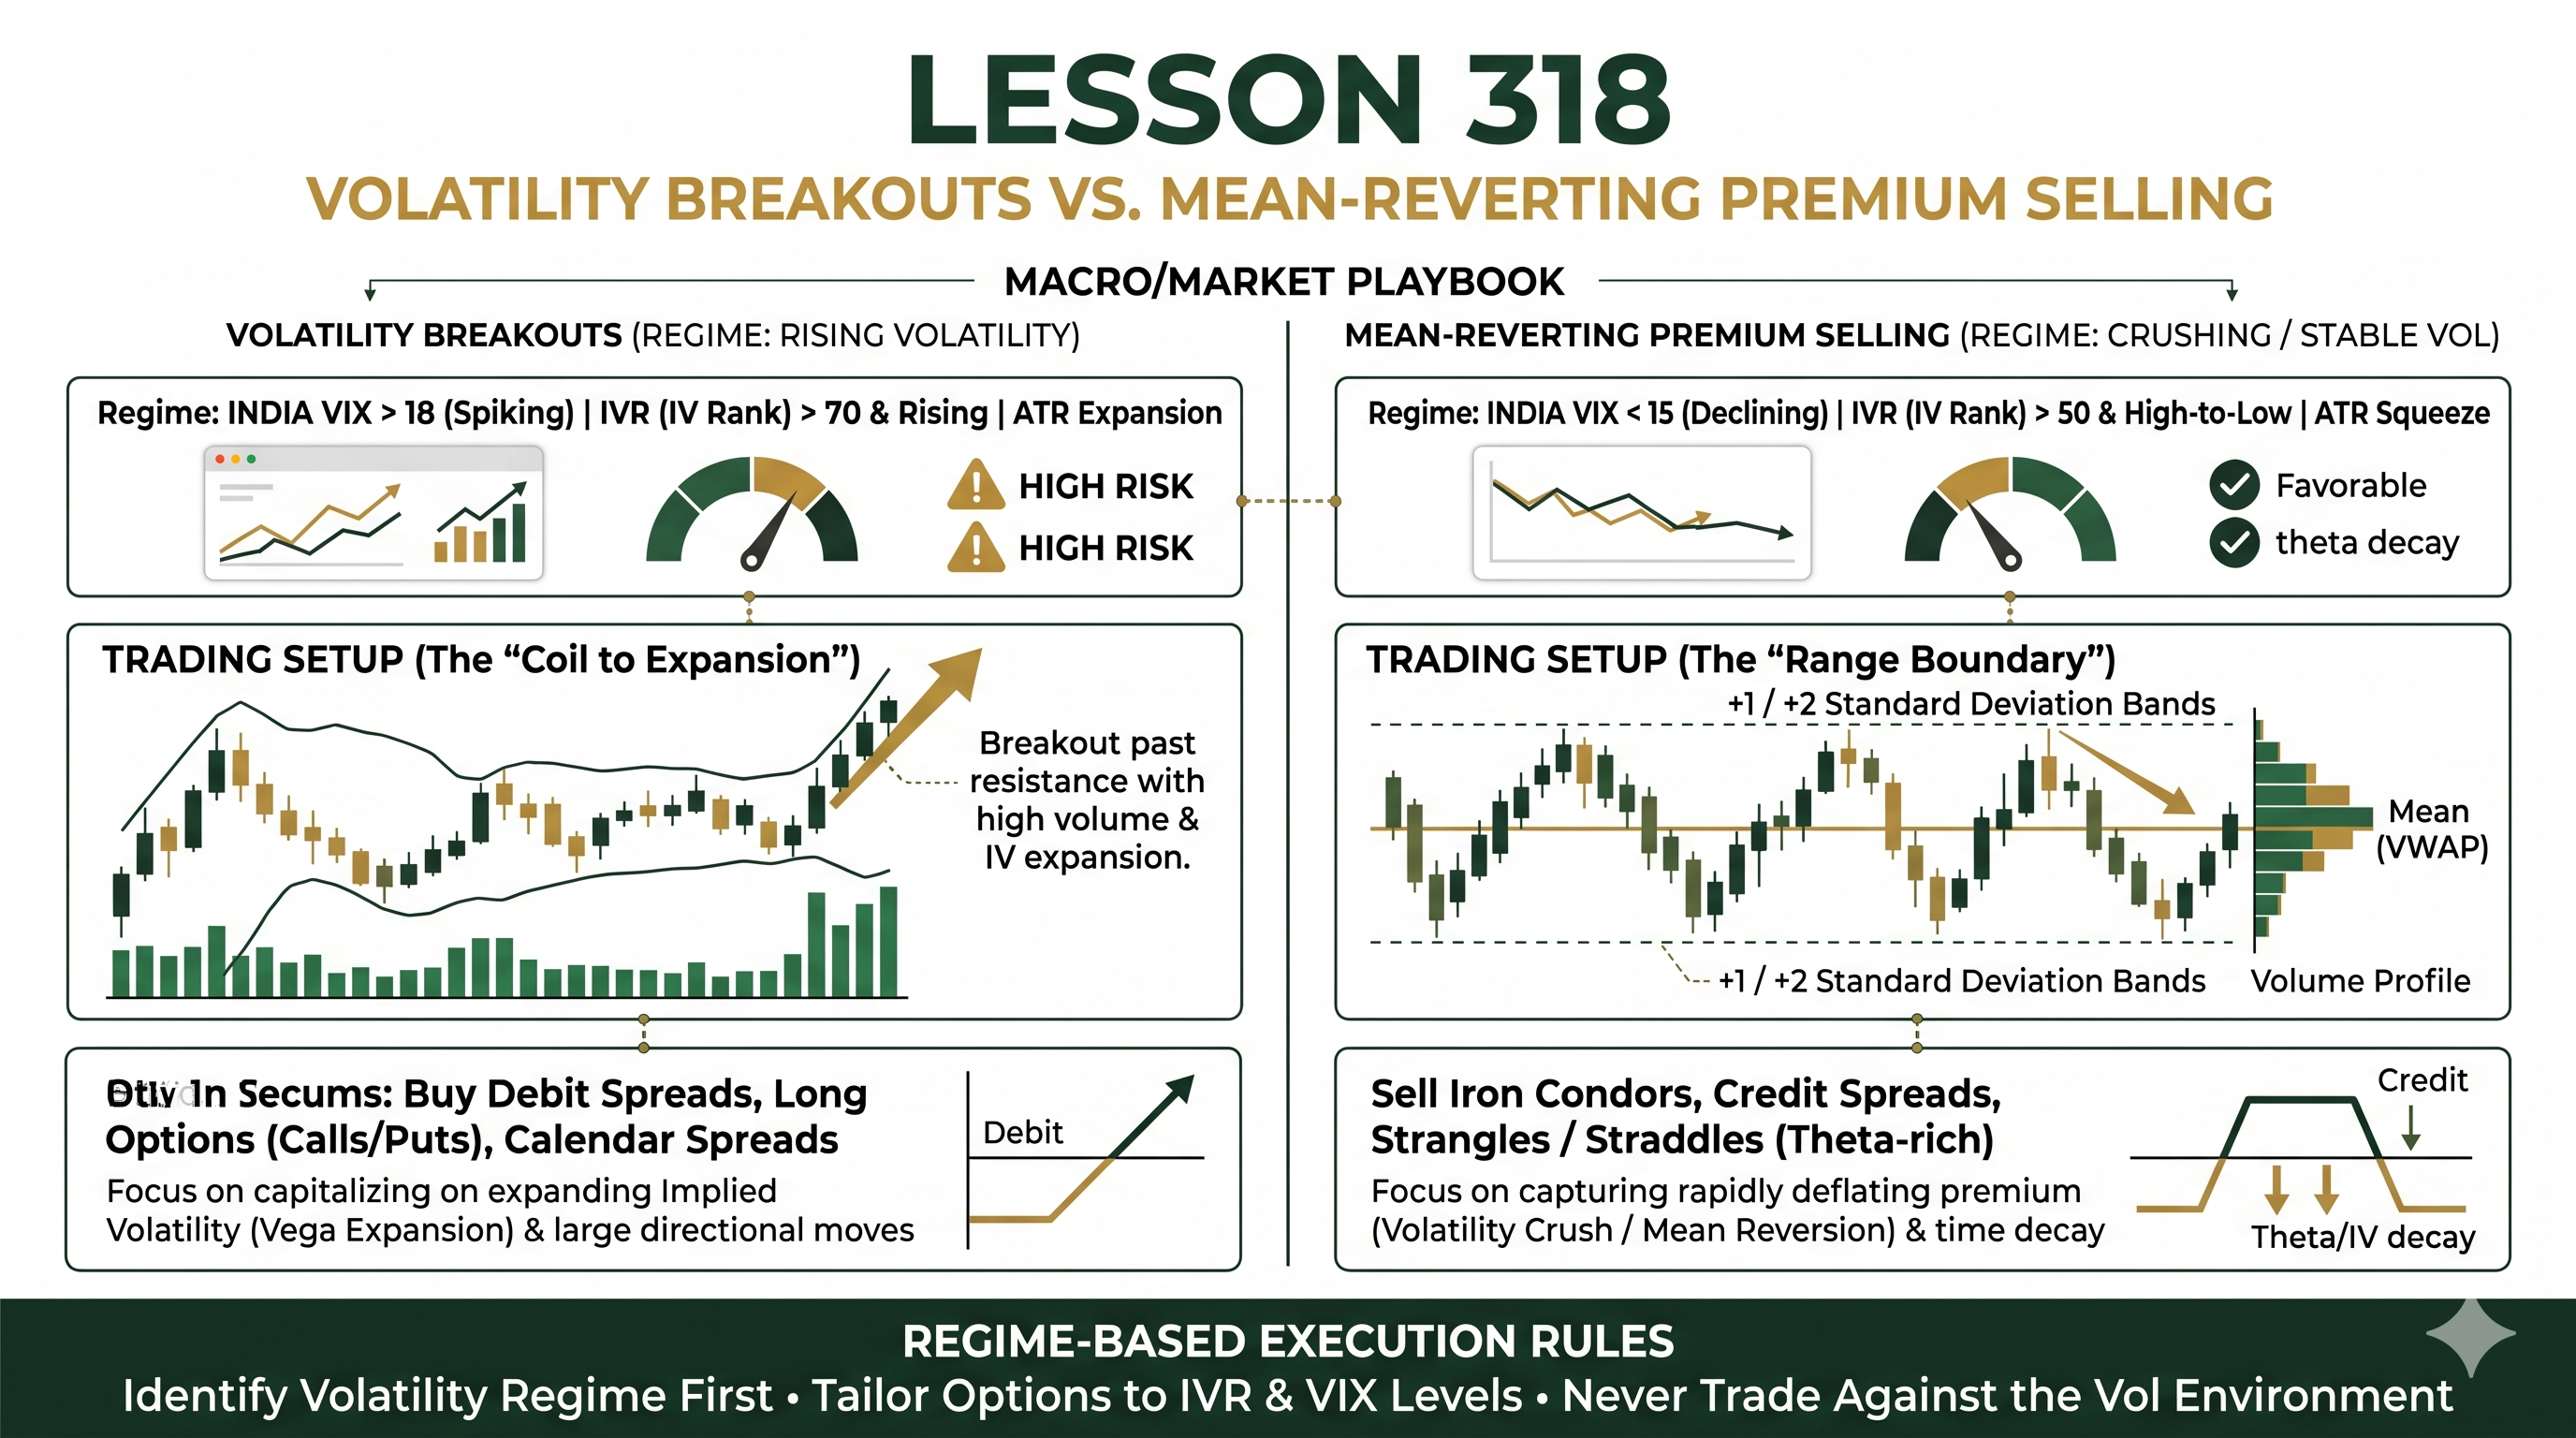 LESSON 318
VOLATILITY BREAKOUTS VS. MEAN-REVERTING PREMIUM SELLING
MACRO/MARKET PLAYBOOK
VOLATILITY BREAKOUTS (REGIME: RISING VOLATILITY)
Regime: INDIA VIX > 18 (Spiking) | IVR (IV Rank) > 70 & Rising | ATR Expansion
HIGH RISK
HIGH RISK
TRADING SETUP (The “Coil to Expansion”)
Breakout past
resistance with
high volume &
IV expansion.
In Secums: Buy Debit Spreads, Long
Options (Calls/Puts), Calendar Spreads
Focus on capitalizing on expanding Implied
Volatility (Vega Expansion) & large directional moves
Debit
MEAN-REVERTING PREMIUM SELLING (REGIME: CRUSHING / STABLE VOL)
Regime: INDIA VIX < 15 (Declining) | IVR (IV Rank) > 50 & High-to-Low | ATR Squeeze
Favorable
theta decay
TRADING SETUP (The “Range Boundary”)
+1 / +2 Standard Deviation Bands
Mean
(VWAP)
+1 / +2 Standard Deviation Bands
Volume Profile
Sell Iron Condors, Credit Spreads,
Strangles / Straddles (Theta-rich)
Focus on capturing rapidly deflating premium
(Volatility Crush / Mean Reversion) & time decay
Credit
Theta/IV decay
REGIME-BASED EXECUTION RULES
Identify Volatility Regime First • Tailor Options to IVR & VIX Levels • Never Trade Against the Vol Environment